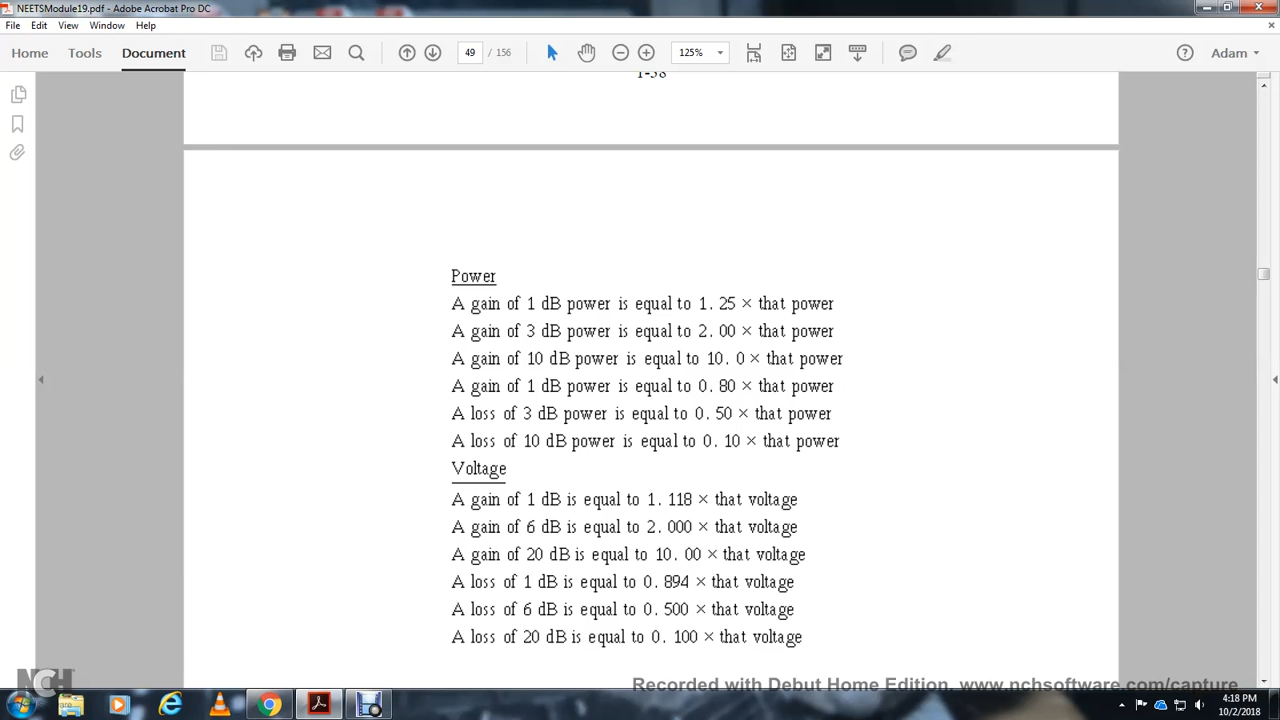 NEETSModule19.pdf - Adobe Acrobat Pro DC
File Edit View Window Help
Home Tools Document 49 / 156 125% Adam
1-38
Power
A gain of 1 dB power is equal to 1. 25 × that power
A gain of 3 dB power is equal to 2. 00 × that power
A gain of 10 dB power is equal to 10. 0 × that power
A gain of 1 dB power is equal to 0. 80 × that power
A loss of 3 dB power is equal to 0. 50 × that power
A loss of 10 dB power is equal to 0. 10 × that power
Voltage
A gain of 1 dB is equal to 1. 118 × that voltage
A gain of 6 dB is equal to 2. 000 × that voltage
A gain of 20 dB is equal to 10. 00 × that voltage
A loss of 1 dB is equal to 0. 894 × that voltage
A loss of 6 dB is equal to 0. 500 × that voltage
A loss of 20 dB is equal to 0. 100 × that voltage
NCH
Recorded with Debut Home Edition. www.nchsoftware.com/capture
4:18 PM
10/2/2018